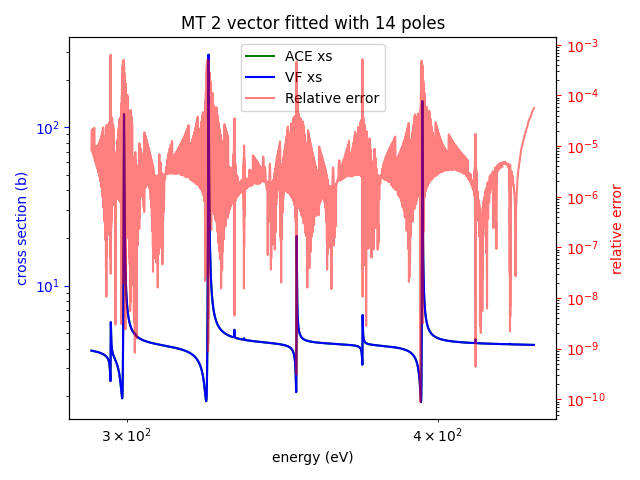 MT 2 vector fitted with 14 poles
ACE xs
VF xs
Relative error
cross section (b)
10²
10¹
relative error
10⁻³
10⁻⁴
10⁻⁵
10⁻⁶
10⁻⁷
10⁻⁸
10⁻⁹
10⁻¹⁰
3 × 10²
4 × 10²
energy (eV)